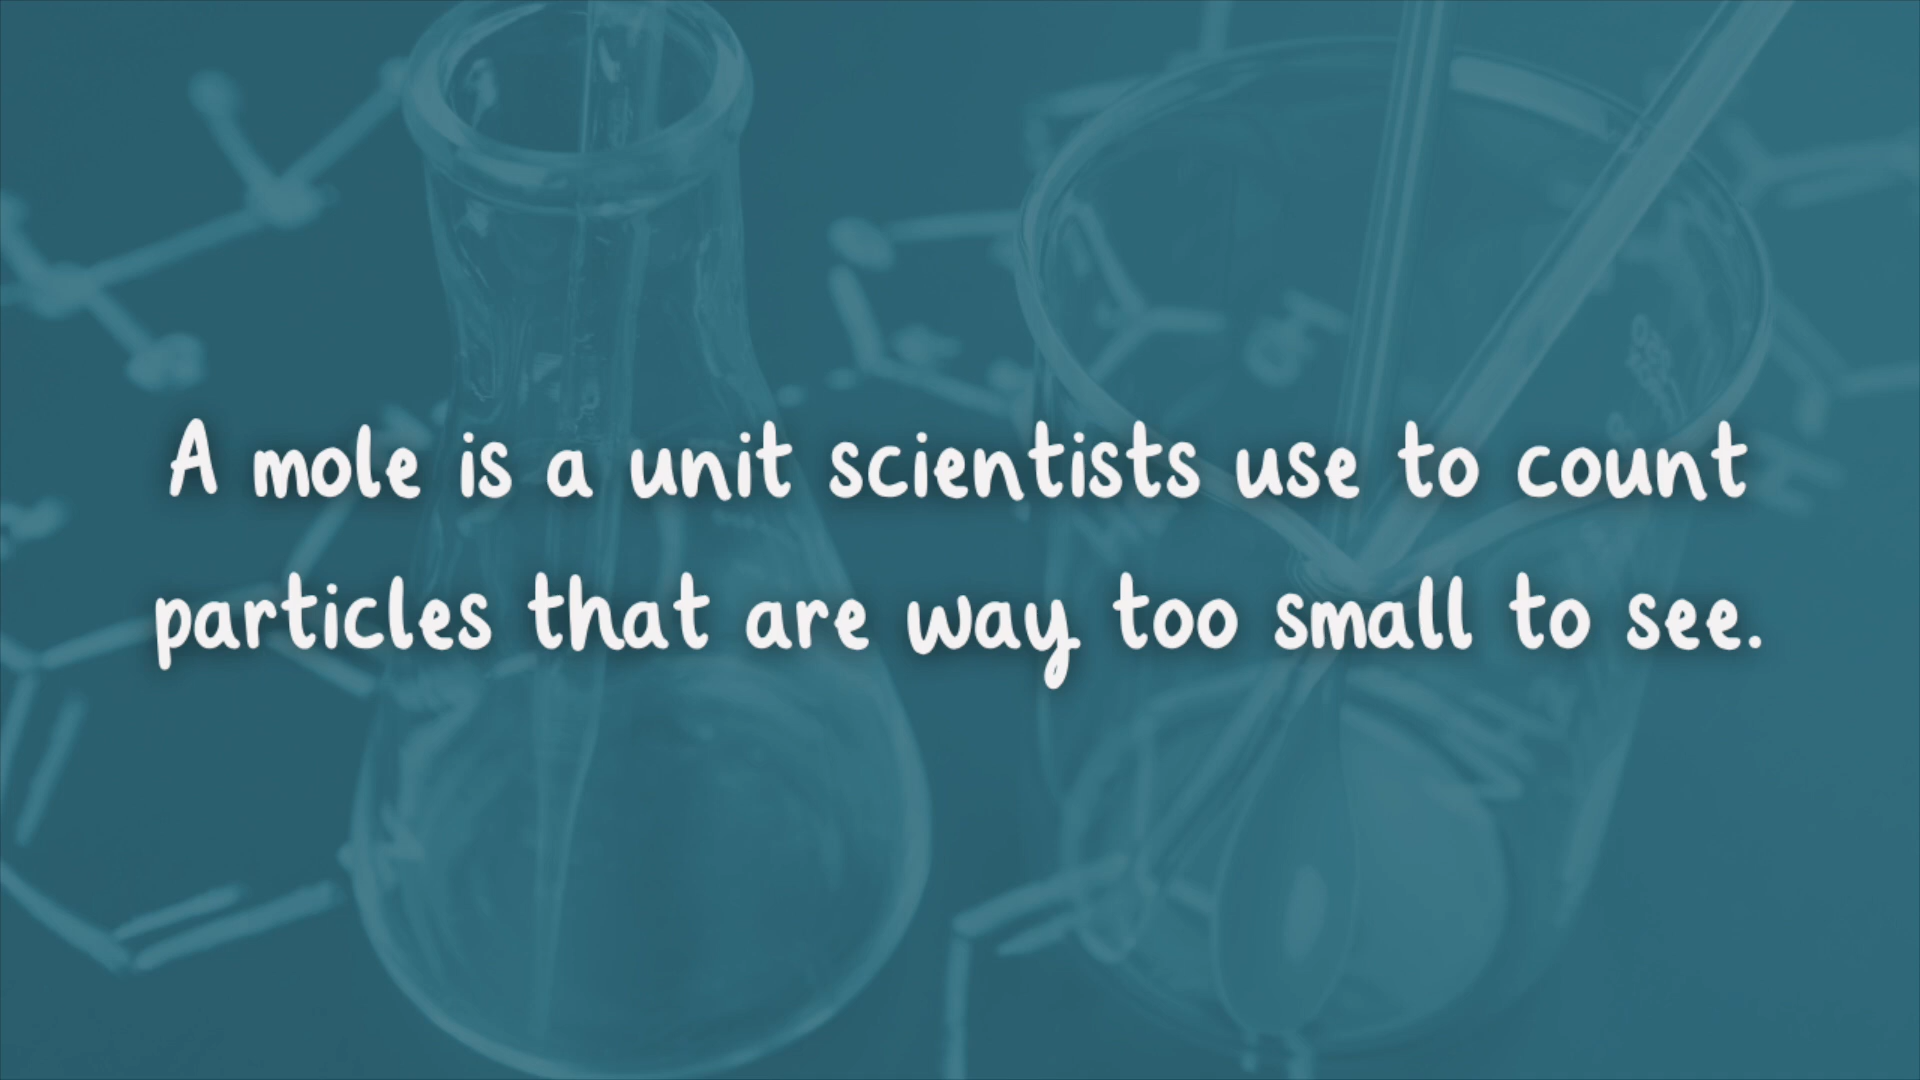 A mole is a unit scientists use to count
particles that are way too small to see.